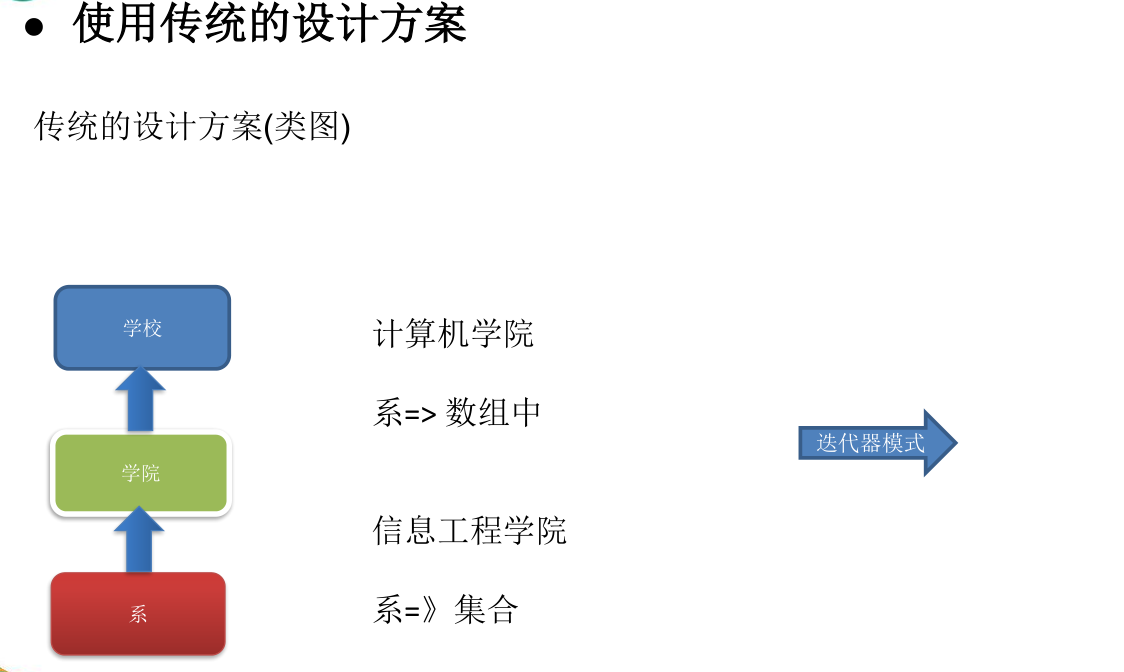 ● 使用传统的设计方案
传统的设计方案(类图)
学校
学院
系
计算机学院
系=> 数组中
信息工程学院
系=》集合
迭代器模式